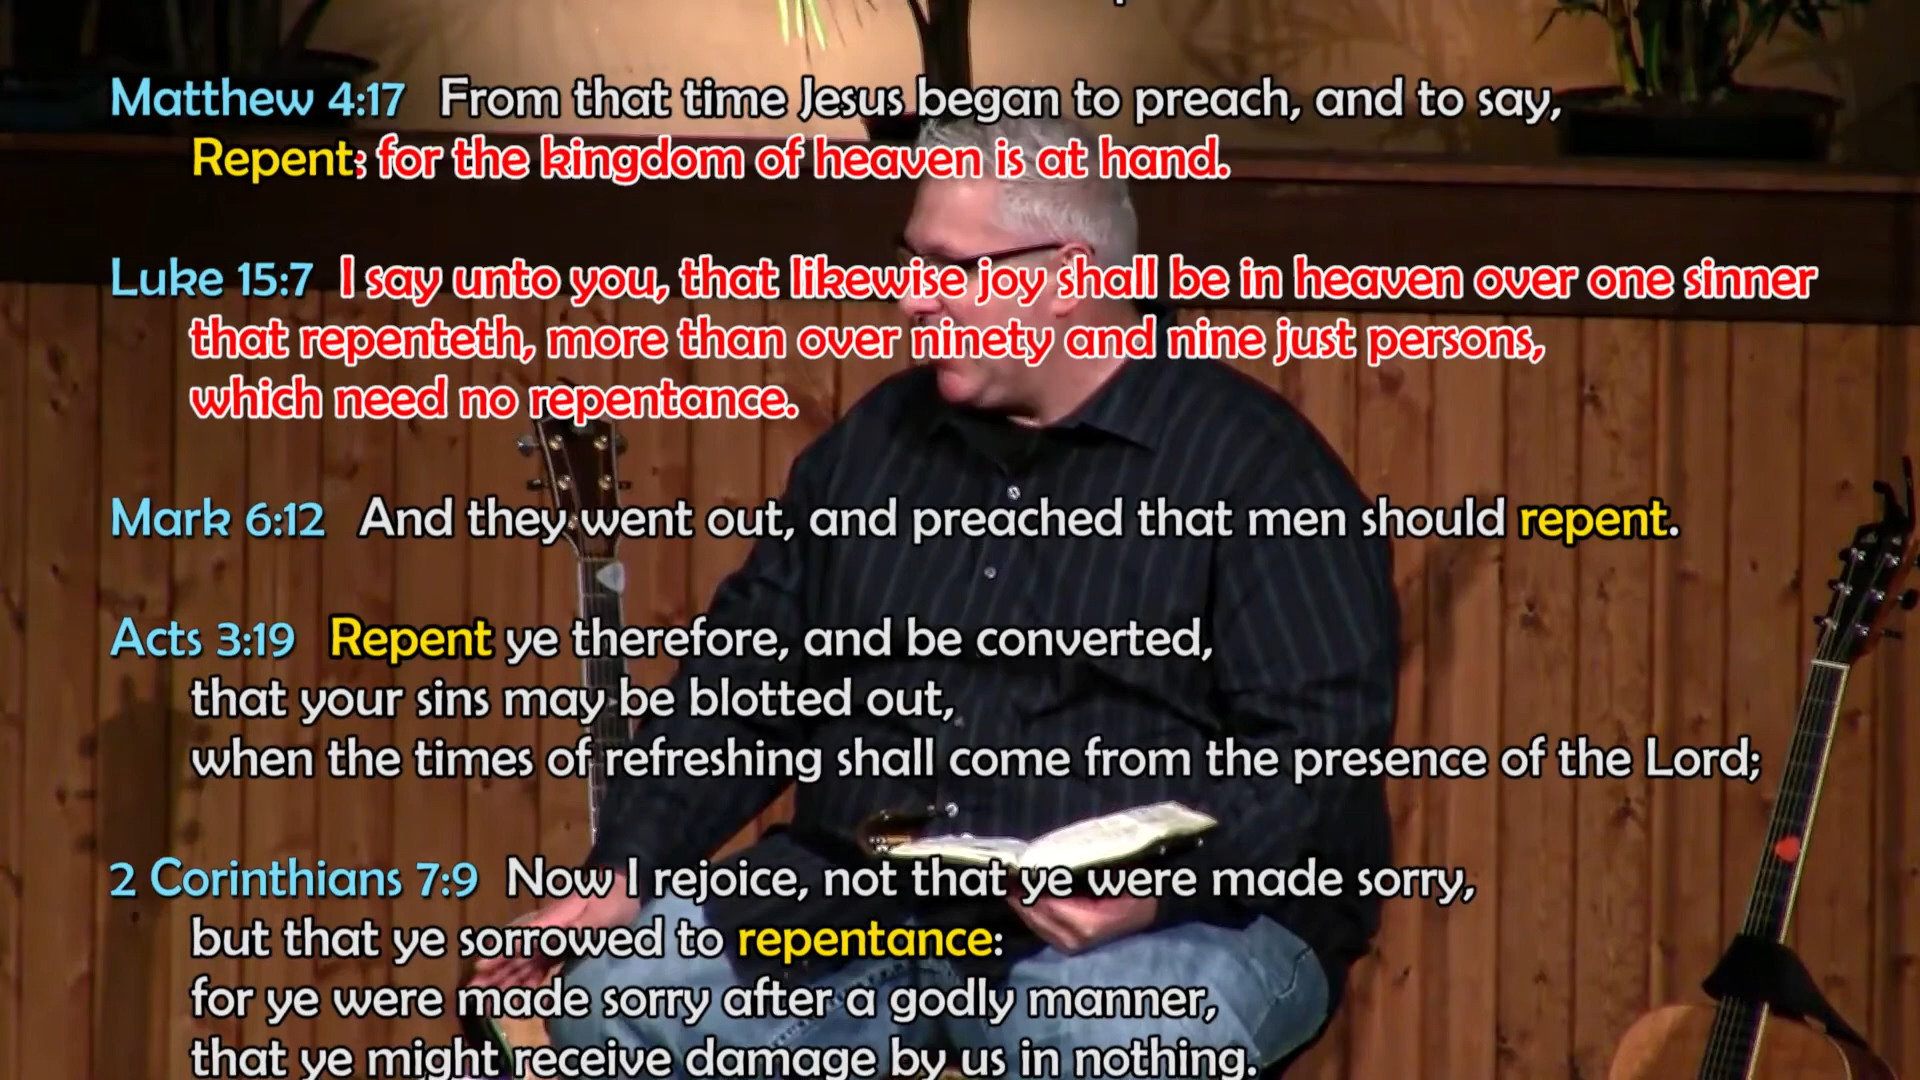 Matthew 4:17 From that time Jesus began to preach, and to say,
Repent: for the kingdom of heaven is at hand.
Luke 15:7 I say unto you, that likewise joy shall be in heaven over one sinner
that repenteth, more than over ninety and nine just persons,
which need no repentance.
Mark 6:12 And they went out, and preached that men should repent.
Acts 3:19 Repent ye therefore, and be converted,
that your sins may be blotted out,
when the times of refreshing shall come from the presence of the Lord;
2 Corinthians 7:9 Now I rejoice, not that ye were made sorry,
but that ye sorrowed to repentance:
for ye were made sorry after a godly manner,
that ye might receive damage by us in nothing.